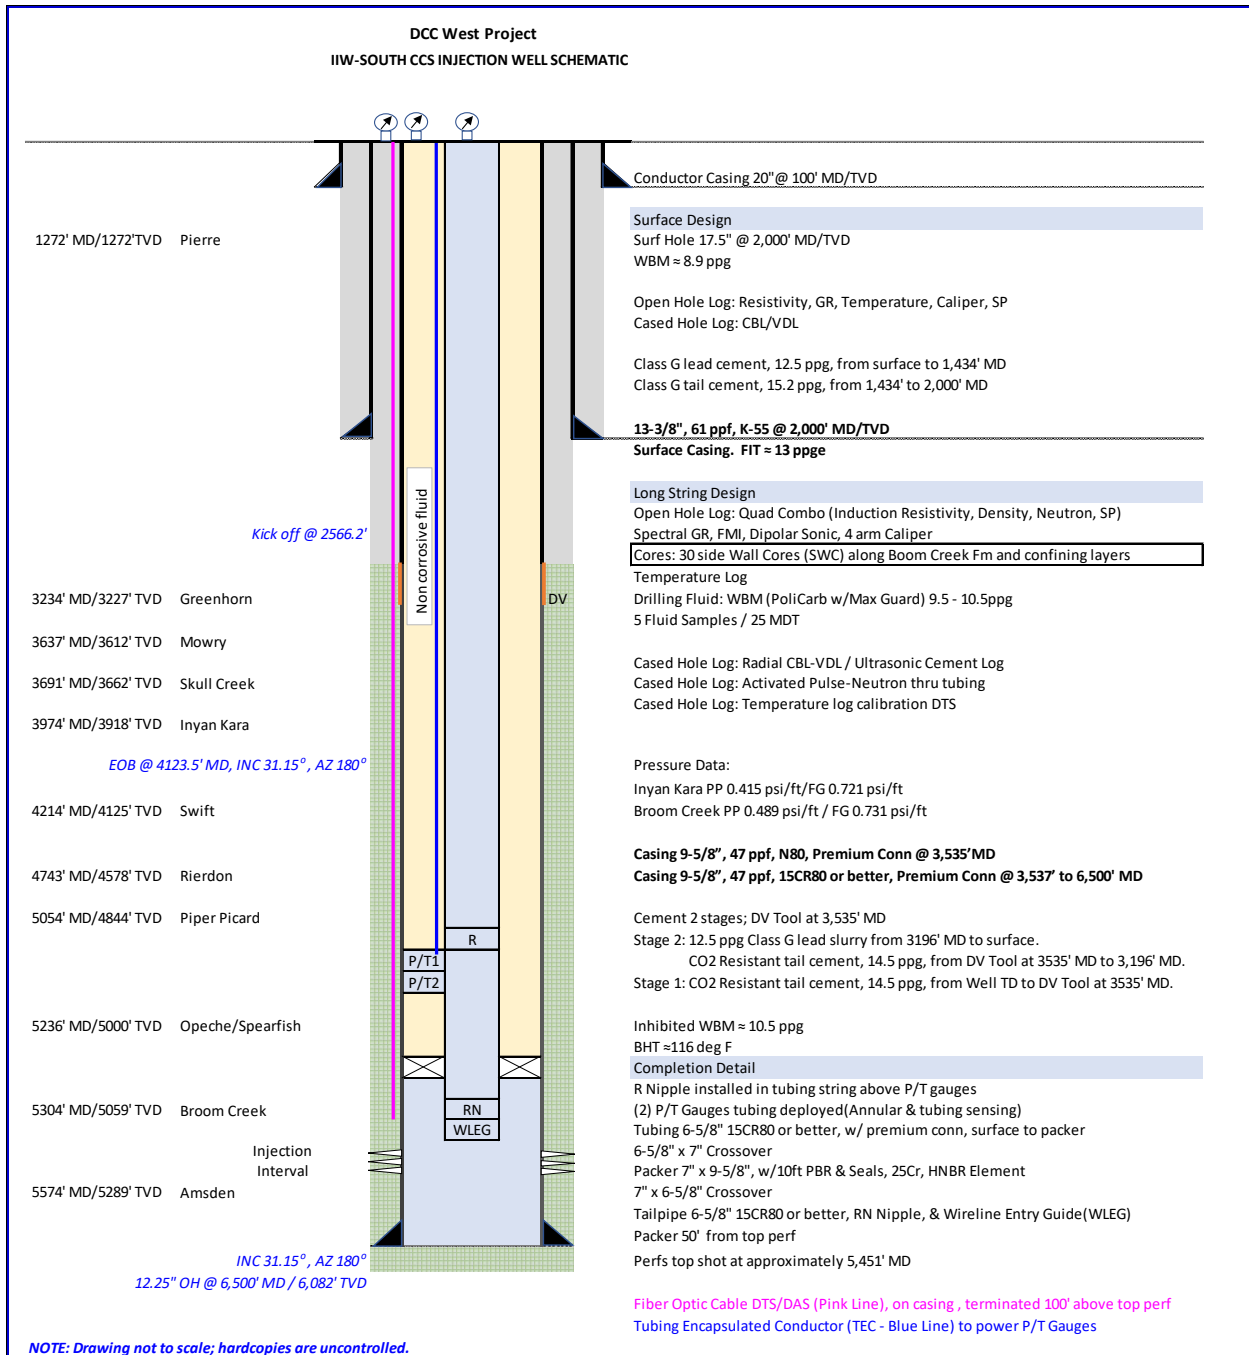 DCC West Project
IIW-SOUTH CCS INJECTION WELL SCHEMATIC
Conductor Casing 20"@ 100' MD/TVD
Surface Design
1272' MD/1272'TVD Pierre
Surf Hole 17.5" @ 2,000' MD/TVD
WBM ≈ 8.9 ppg
Open Hole Log: Resistivity, GR, Temperature, Caliper, SP
Cased Hole Log: CBL/VDL
Class G lead cement, 12.5 ppg, from surface to 1,434' MD
Class G tail cement, 15.2 ppg, from 1,434' to 2,000' MD
13-3/8", 61 ppf, K-55 @ 2,000' MD/TVD
Surface Casing. FIT ≈ 13 ppge
Non corrosive fluid
Long String Design
Open Hole Log: Quad Combo (Induction Resistivity, Density, Neutron, SP)
Kick off @ 2566.2'
Spectral GR, FMI, Dipolar Sonic, 4 arm Caliper
Cores: 30 side Wall Cores (SWC) along Boom Creek Fm and confining layers
Temperature Log
3234' MD/3227' TVD Greenhorn
DV
Drilling Fluid: WBM (PoliCarb w/Max Guard) 9.5 - 10.5ppg
5 Fluid Samples / 25 MDT
3637' MD/3612' TVD Mowry
Cased Hole Log: Radial CBL-VDL / Ultrasonic Cement Log
3691' MD/3662' TVD Skull Creek
Cased Hole Log: Activated Pulse-Neutron thru tubing
Cased Hole Log: Temperature log calibration DTS
3974' MD/3918' TVD Inyan Kara
EOB @ 4123.5' MD, INC 31.15°, AZ 180°
Pressure Data:
Inyan Kara PP 0.415 psi/ft/FG 0.721 psi/ft
4214' MD/4125' TVD Swift
Broom Creek PP 0.489 psi/ft / FG 0.731 psi/ft
Casing 9-5/8", 47 ppf, N80, Premium Conn @ 3,535'MD
4743' MD/4578' TVD Rierdon
Casing 9-5/8", 47 ppf, 15CR80 or better, Premium Conn @ 3,537' to 6,500' MD
5054' MD/4844' TVD Piper Picard
Cement 2 stages; DV Tool at 3,535' MD
R
Stage 2: 12.5 ppg Class G lead slurry from 3196' MD to surface.
P/T1
CO2 Resistant tail cement, 14.5 ppg, from DV Tool at 3535' MD to 3,196' MD.
P/T2
Stage 1: CO2 Resistant tail cement, 14.5 ppg, from Well TD to DV Tool at 3535' MD.
5236' MD/5000' TVD Opeche/Spearfish
Inhibited WBM ≈ 10.5 ppg
BHT ≈116 deg F
Completion Detail
R Nipple installed in tubing string above P/T gauges
5304' MD/5059' TVD Broom Creek
RN
(2) P/T Gauges tubing deployed(Annular & tubing sensing)
WLEG
Tubing 6-5/8" 15CR80 or better, w/ premium conn, surface to packer
Injection
Interval
6-5/8" x 7" Crossover
Packer 7" x 9-5/8", w/10ft PBR & Seals, 25Cr, HNBR Element
5574' MD/5289' TVD Amsden
7" x 6-5/8" Crossover
Tailpipe 6-5/8" 15CR80 or better, RN Nipple, & Wireline Entry Guide(WLEG)
Packer 50' from top perf
INC 31.15°, AZ 180°
Perfs top shot at approximately 5,451' MD
12.25" OH @ 6,500' MD / 6,082' TVD
Fiber Optic Cable DTS/DAS (Pink Line), on casing , terminated 100' above top perf
Tubing Encapsulated Conductor (TEC - Blue Line) to power P/T Gauges
NOTE: Drawing not to scale; hardcopies are uncontrolled.